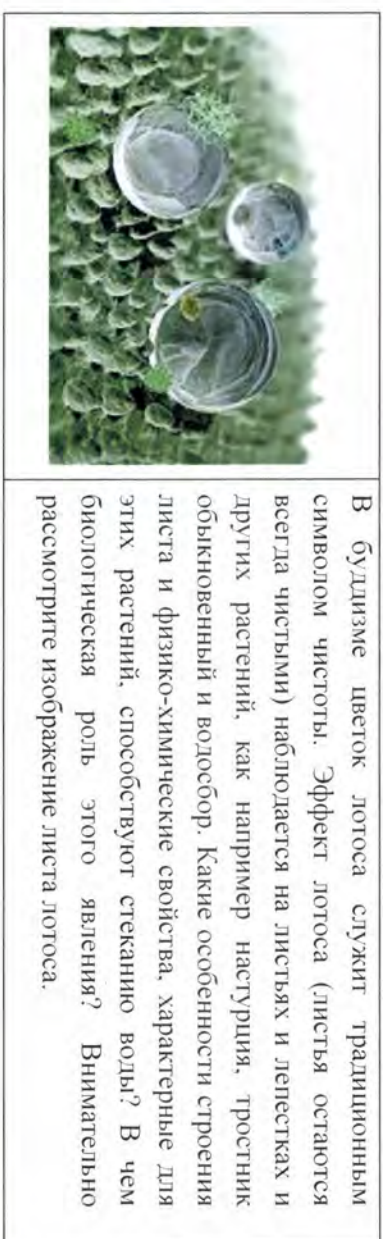 В буддизме цветок лотоса служит традиционным
символом чистоты. Эффект лотоса (листья остаются
всегда чистыми) наблюдается на листьях и лепестках и
других растений, как например настурция, тростник
обыкновенный и водосбор. Какие особенности строения
листа и физико-химические свойства, характерные для
этих растений, способствуют стеканию воды? В чем
биологическая роль этого явления? Внимательно
рассмотрите изображение листа лотоса.